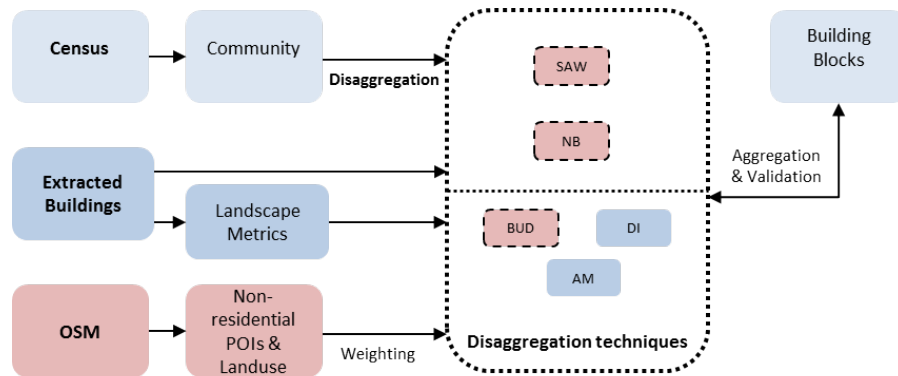 Census
Community
Disaggregation
SAW
NB
Building
Blocks
Aggregation
& Validation
Extracted
Buildings
Landscape
Metrics
BUD
DI
AM
OSM
Non-
residential
POIs &
Landuse
Weighting
Disaggregation techniques